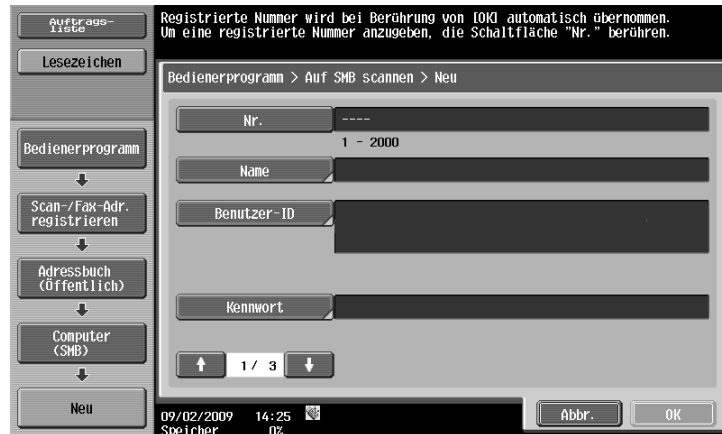 Auftrags-
liste
Lesezeichen
Bedienerprogramm
Scan-/Fax-Adr.
registrieren
Adressbuch
(Öffentlich)
Computer
(SMB)
Neu
Registrierte Nummer wird bei Berührung von [OK] automatisch übernommen.
Um eine registrierte Nummer anzugeben, die Schaltfläche "Nr." berühren.
Bedienerprogramm > Auf SMB scannen > Neu
Nr. ----
1 - 2000
Name
Benutzer-ID
Kennwort
1/ 3
09/02/2009 14:25
Speicher 0%
Abbr. OK